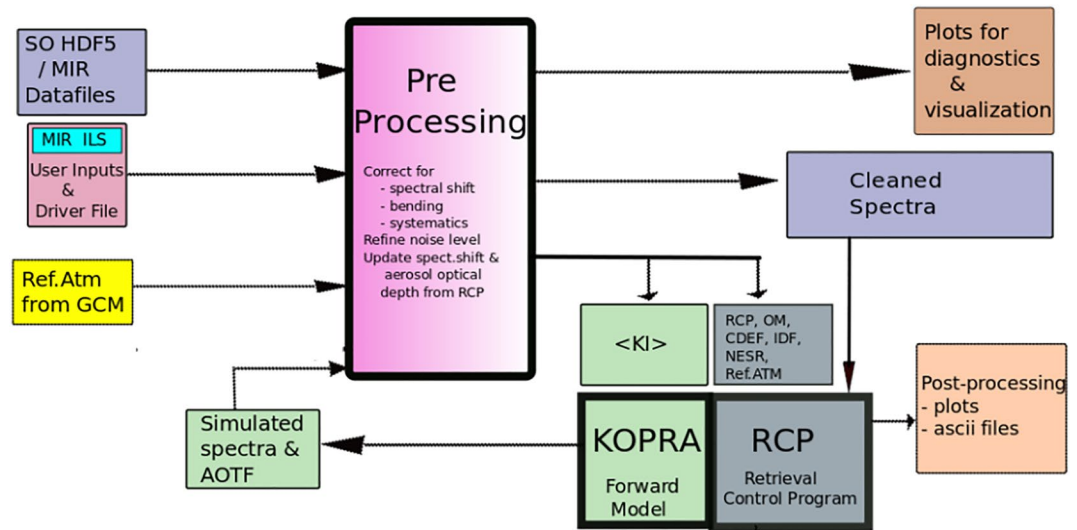 SO HDF5
/ MIR
Datafiles
MIR ILS
User Inputs
&
Driver File
Ref.Atm
from GCM
Pre
Processing
Correct for
- spectral shift
- bending
- systematics
Refine noise level
Update spect.shift &
aerosol optical
depth from RCP
Plots for
diagnostics
&
visualization
Cleaned
Spectra
<KI>
RCP, OM,
CDEF, IDF,
NESR,
Ref.ATM
Simulated
spectra &
AOTF
KOPRA
Forward
Model
RCP
Retrieval
Control Program
Post-processing
- plots
- ascii files